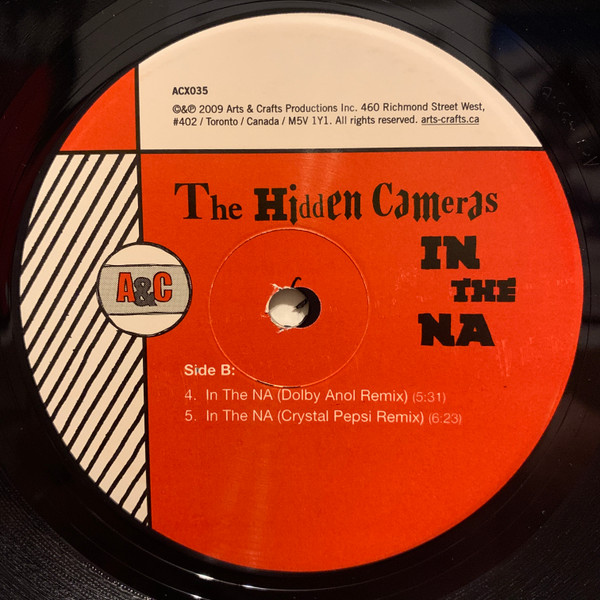 ACX035
©&℗ 2009 Arts & Crafts Productions Inc. 460 Richmond Street West,
#402 / Toronto / Canada / M5V 1Y1. All rights reserved. arts-crafts.ca
The Hidden Cameras
IN
THE
NA
A&C
Side B:
4. In The NA (Dolby Anol Remix) (5:31)
5. In The NA (Crystal Pepsi Remix) (6:23)